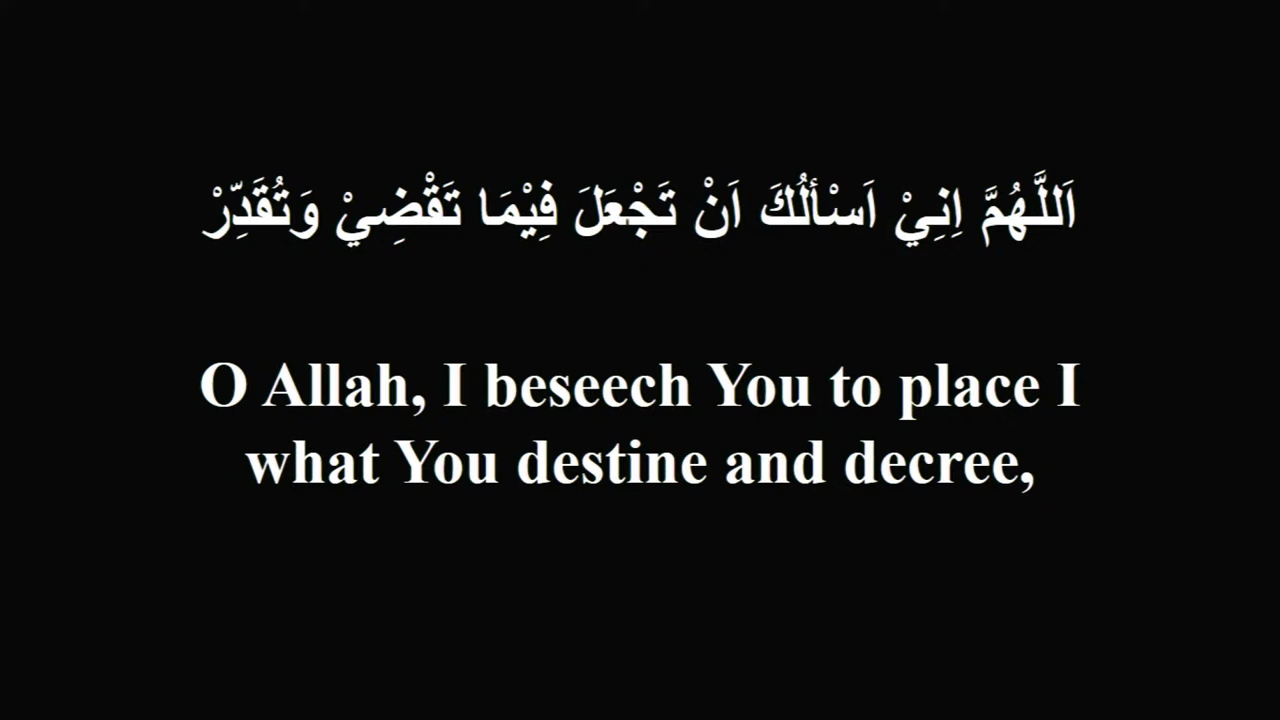 اَللَّهُمَّ اِنِيْ اَسْأَلُكَ اَنْ تَجْعَلَ فِيْمَا تَقْضِيْ وَتُقَدِّرْ
O Allah, I beseech You to place I
what You destine and decree,